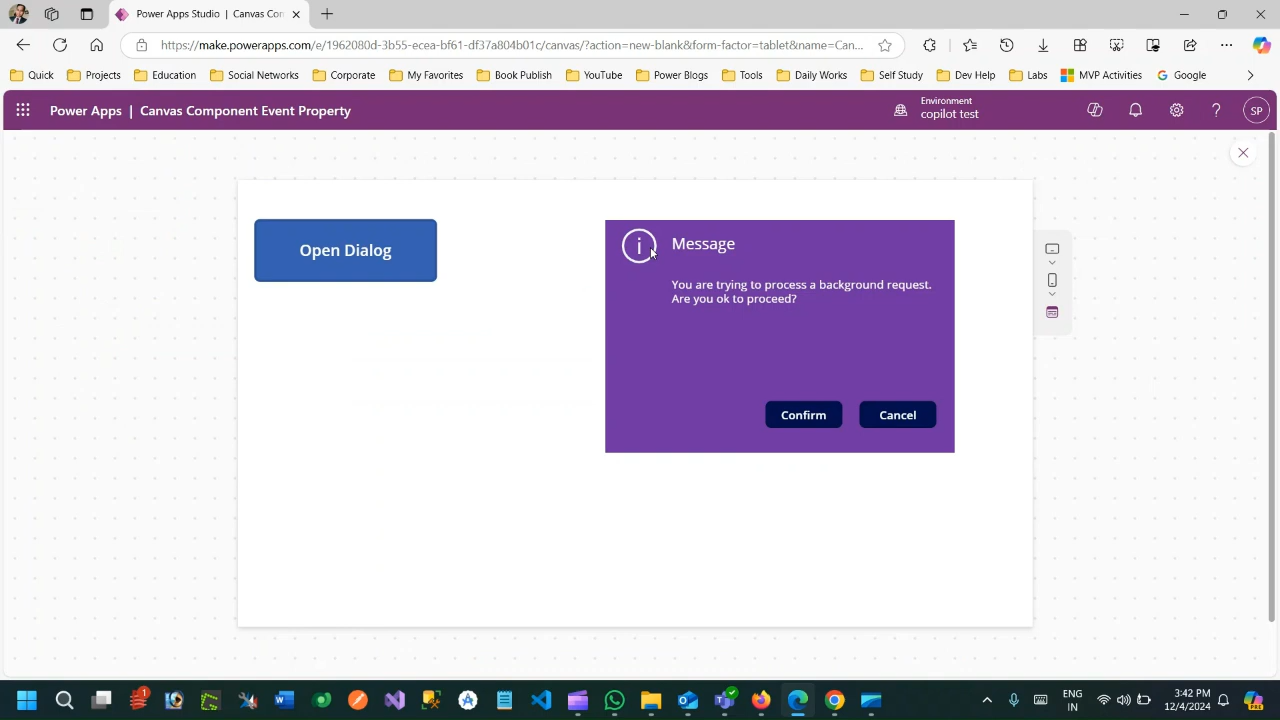 Power Apps Studio | Canvas Con
https://make.powerapps.com/e/1962080d-3b55-ecea-bf61-df37a804b01c/canvas/?action=new-blank&form-factor=tablet&name=Can...
Quick Projects Education Social Networks Corporate My Favorites Book Publish YouTube Power Blogs Tools Daily Works Self Study Dev Help Labs MVP Activities Google
Power Apps | Canvas Component Event Property
Environment
copilot test
SP
Open Dialog
Message
You are trying to process a background request.
Are you ok to proceed?
Confirm Cancel
1
ENG
IN
3:42 PM
12/4/2024